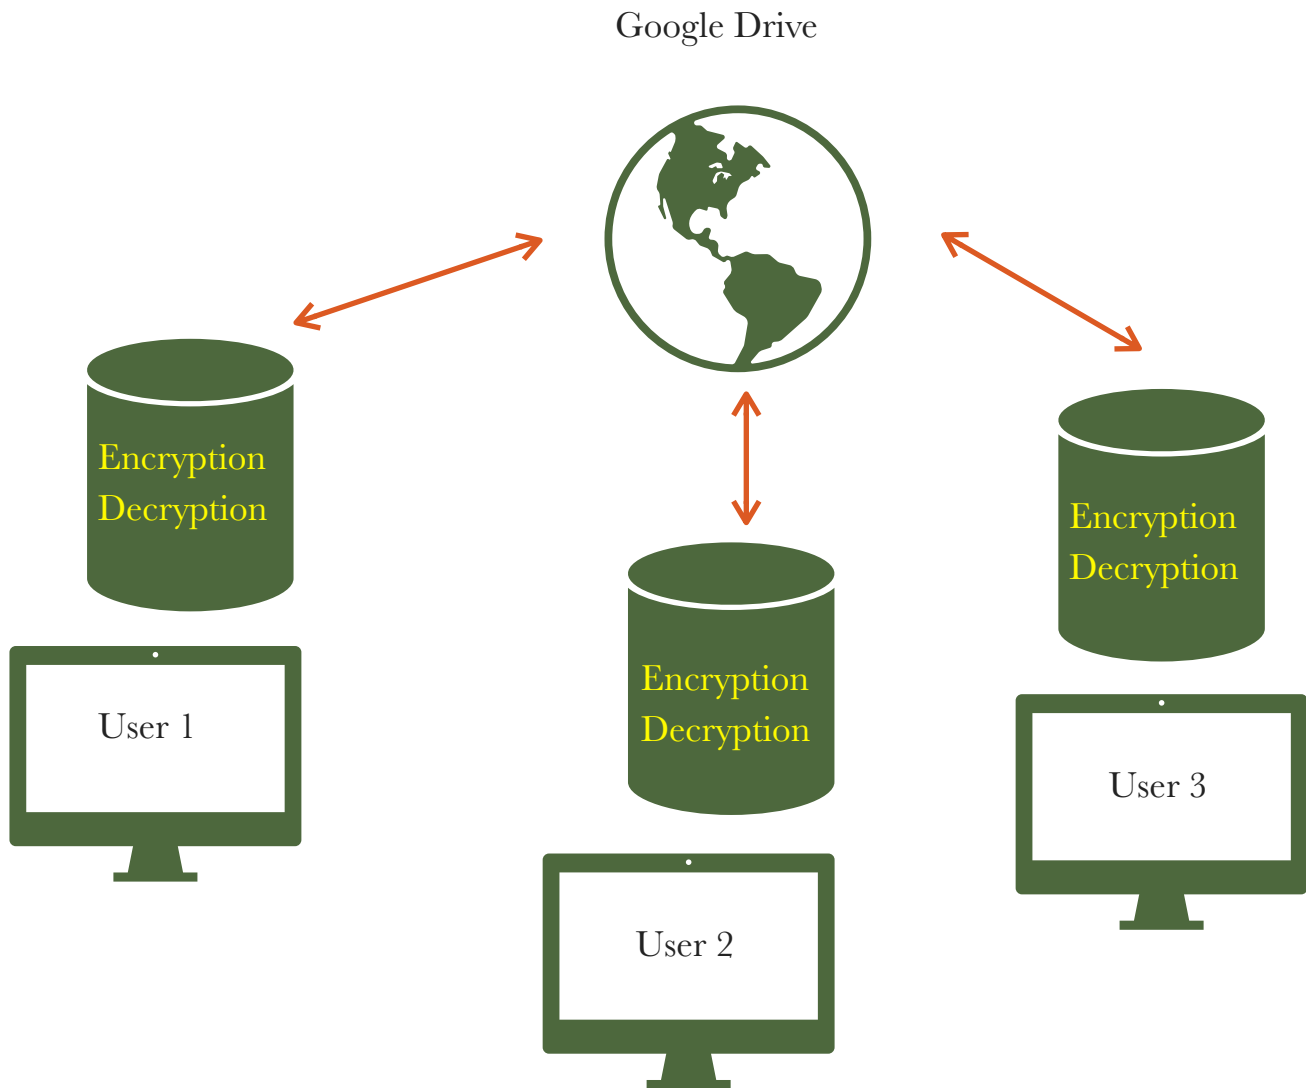 Google Drive
Encryption
Decryption
User 1
Encryption
Decryption
User 2
Encryption
Decryption
User 3